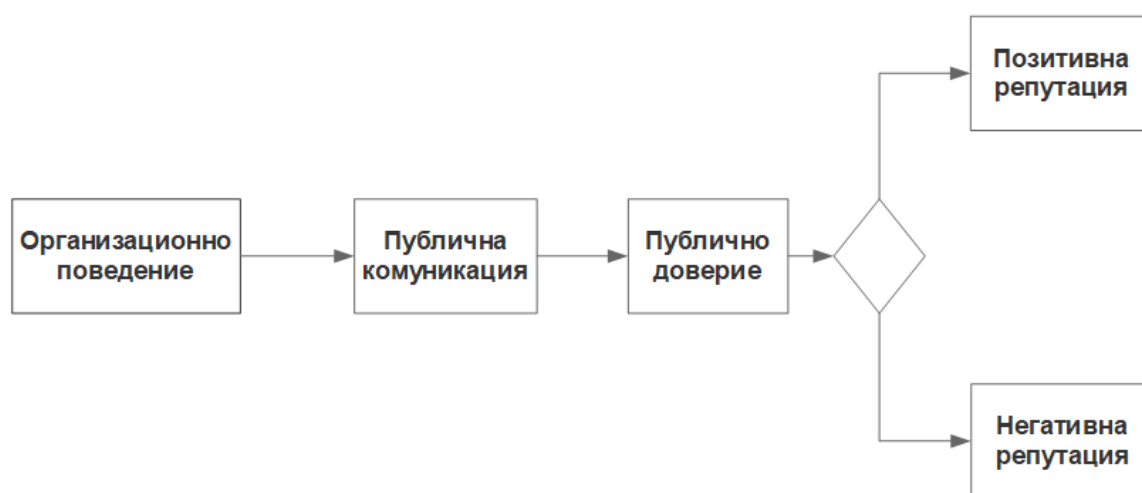 Организационно
поведение
Публична
комуникация
Публично
доверие
Позитивна
репутация
Негативна
репутация